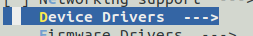 [ ] Networking support --->
Device Drivers --->
Firmware Drivers --->